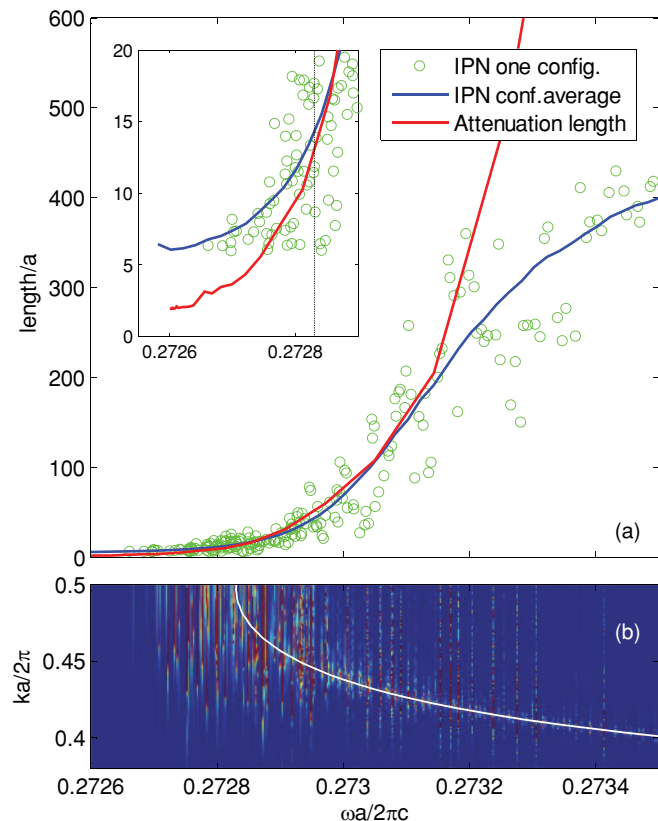 600
500
400
300
200
100
0
length/a
20
15
10
5
0
0.2726
0.2728
IPN one config.
IPN conf.average
Attenuation length
(a)
0.5
0.45
0.4
ka/2π
(b)
0.2726
0.2728
0.273
0.2732
0.2734
ωa/2πc